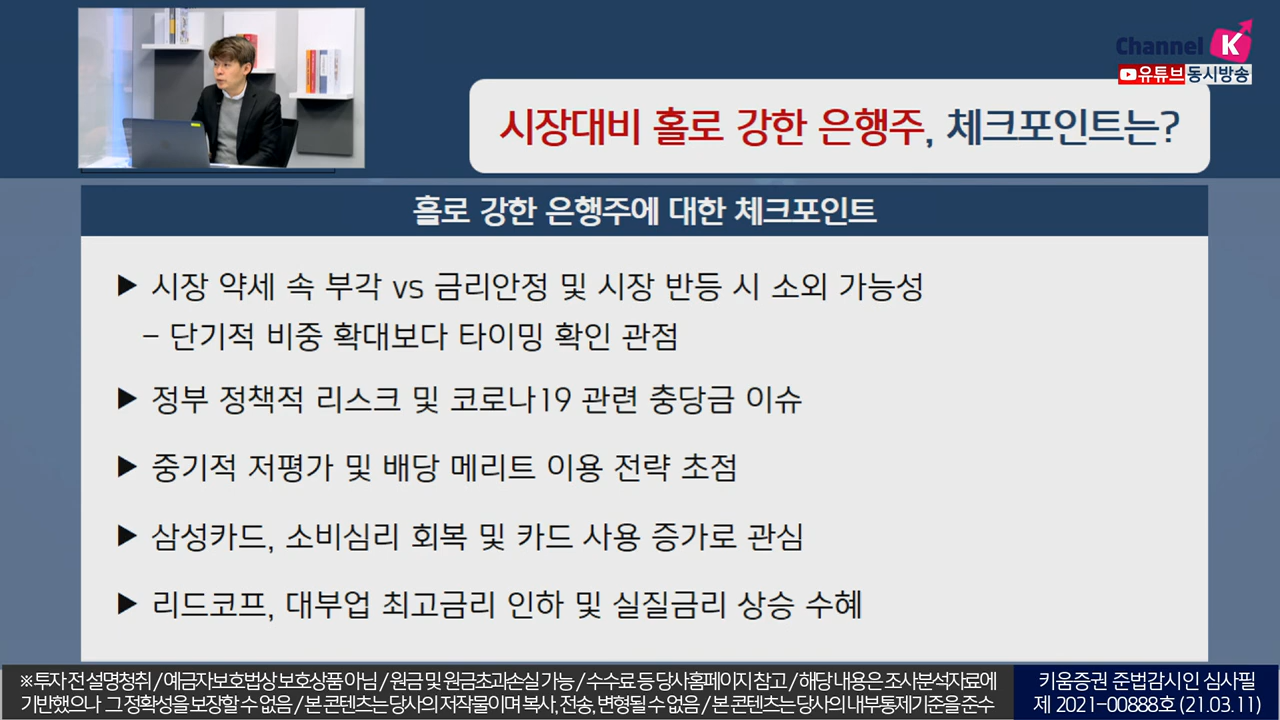 Channel K
유튜브동시방송
시장대비 홀로 강한 은행주, 체크포인트는?
홀로 강한 은행주에 대한 체크포인트
▶ 시장 약세 속 부각 vs 금리안정 및 시장 반등 시 소외 가능성
– 단기적 비중 확대보다 타이밍 확인 관점
▶ 정부 정책적 리스크 및 코로나19 관련 충당금 이슈
▶ 중기적 저평가 및 배당 메리트 이용 전략 초점
▶ 삼성카드, 소비심리 회복 및 카드 사용 증가로 관심
▶ 리드코프, 대부업 최고금리 인하 및 실질금리 상승 수혜
※ 투자 전 설명청취 / 예금자보호법상 보호상품 아님 / 원금 및 원금초과손실 가능 / 수수료 등 당사홈페이지 참고 / 해당 내용은 조사분석자료에
기반했으나 그 정확성을 보장할 수 없음 / 본 콘텐츠는 당사의 저작물이며 복사, 전송, 변형될 수 없음 / 본 콘텐츠는 당사의 내부통제기준을 준수
키움증권 준법감시인 심사필
제 2021-00888호 (21.03.11)